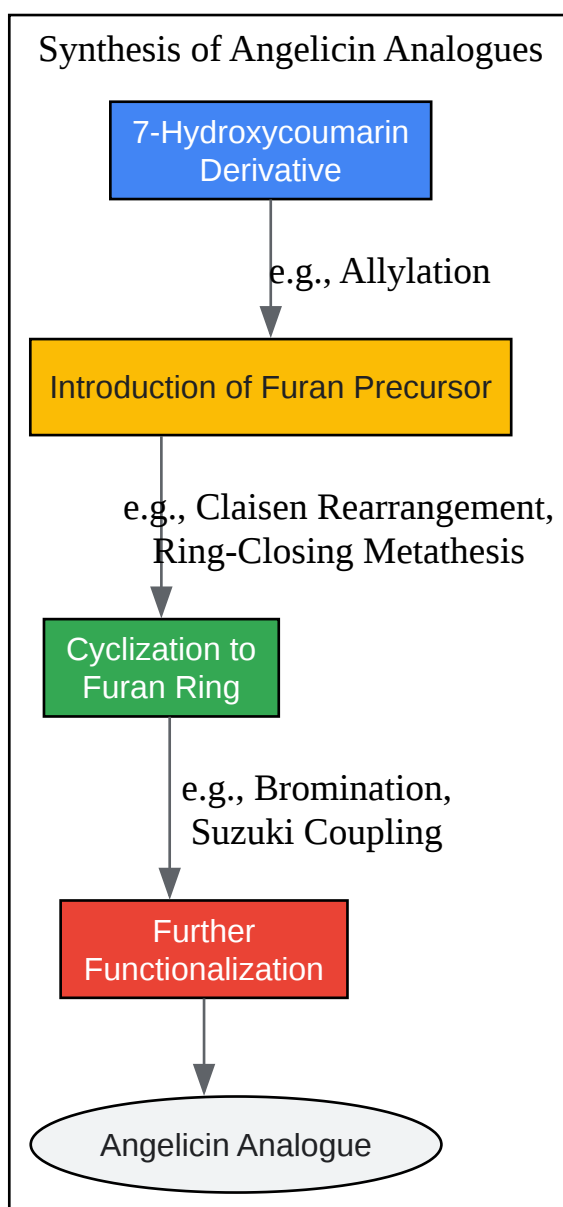 Synthesis of Angelicin Analogues
7-Hydroxycoumarin
Derivative
e.g., Allylation
Introduction of Furan Precursor
e.g., Claisen Rearrangement,
Ring-Closing Metathesis
Cyclization to
Furan Ring
e.g., Bromination,
Suzuki Coupling
Further
Functionalization
Angelicin Analogue